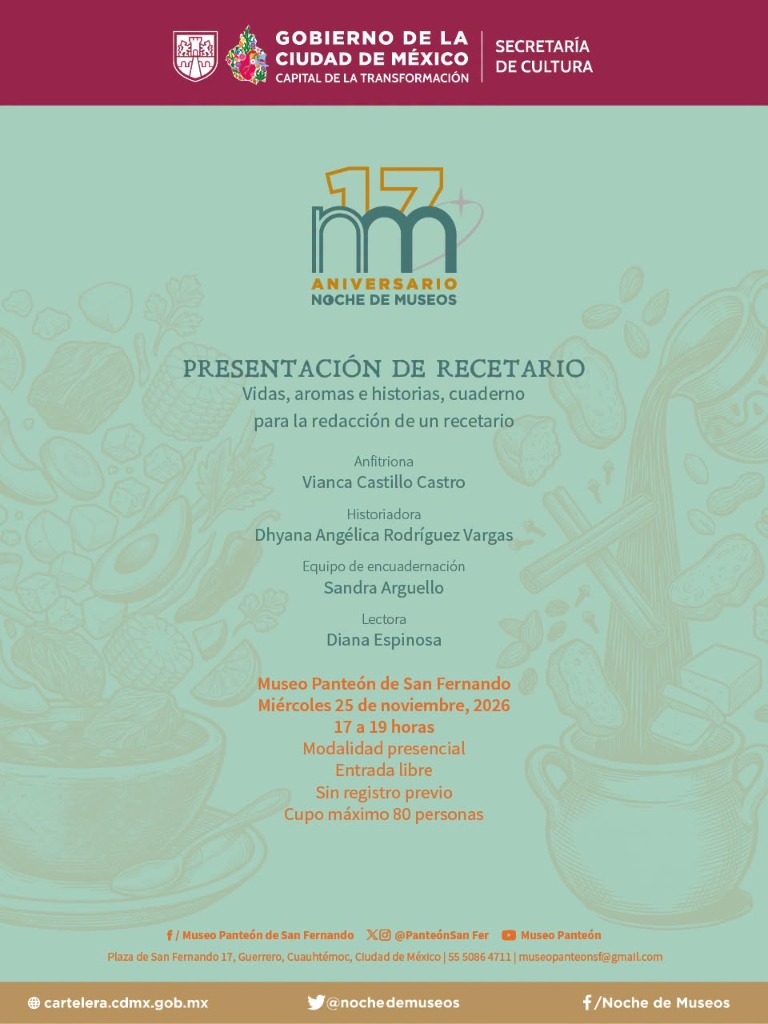 GOBIERNO DE LA
CIUDAD DE MÉXICO
CAPITAL DE LA TRANSFORMACIÓN
SECRETARÍA
DE CULTURA
17
nm
ANIVERSARIO
NOCHE DE MUSEOS
PRESENTACIÓN DE RECETARIO
Vidas, aromas e historias, cuaderno
para la redacción de un recetario
Anfitriona
Vianca Castillo Castro
Historiadora
Dhyana Angélica Rodríguez Vargas
Equipo de encuadernación
Sandra Arguello
Lectora
Diana Espinosa
Museo Panteón de San Fernando
Miércoles 25 de noviembre, 2026
17 a 19 horas
Modalidad presencial
Entrada libre
Sin registro previo
Cupo máximo 80 personas
/ Museo Panteón de San Fernando @PanteónSan Fer Museo Panteón
Plaza de San Fernando 17, Guerrero, Cuauhtémoc, Ciudad de México | 55 5086 4711 | museopanteonsf@gmail.com
cartelera.cdmx.gob.mx @nochedemuseos /Noche de Museos